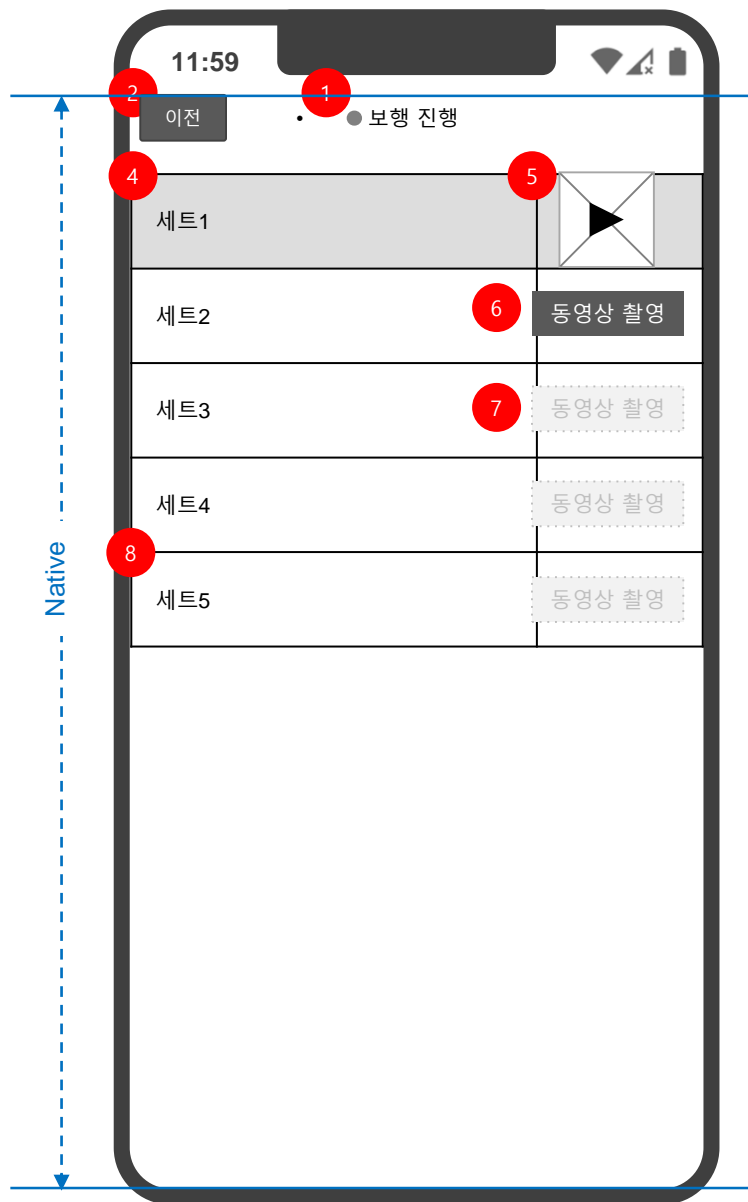 11:59
2
1
이전
• ● 보행 진행
4
5
세트1
세트2
6
동영상 촬영
세트3
7
동영상 촬영
세트4
동영상 촬영
8
세트5
동영상 촬영
Native